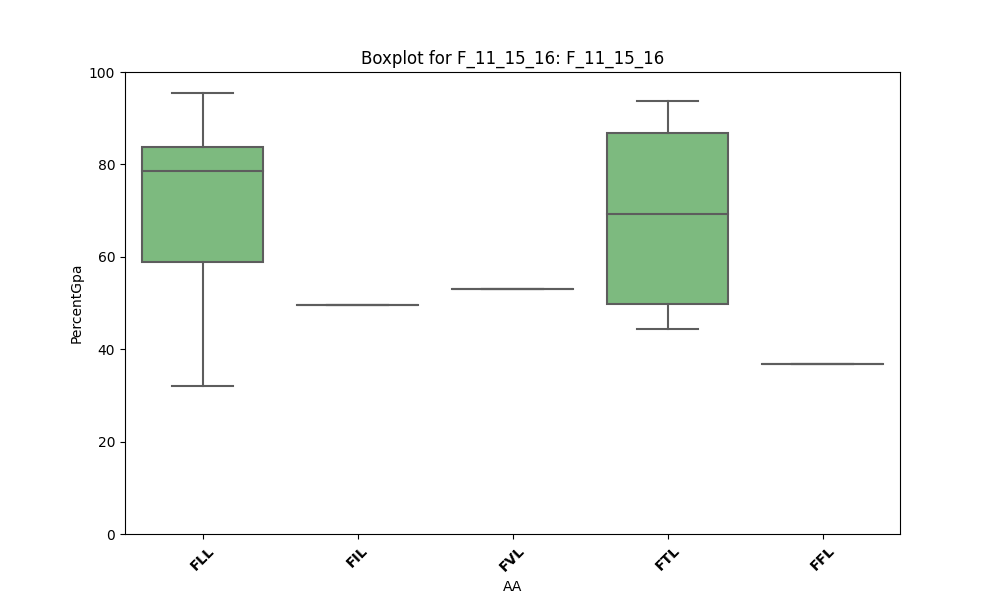 Boxplot for F_11_15_16: F_11_15_16
PercentGpa
100
80
60
40
20
0
FLL
FIL
FVL
FTL
FFL
AA